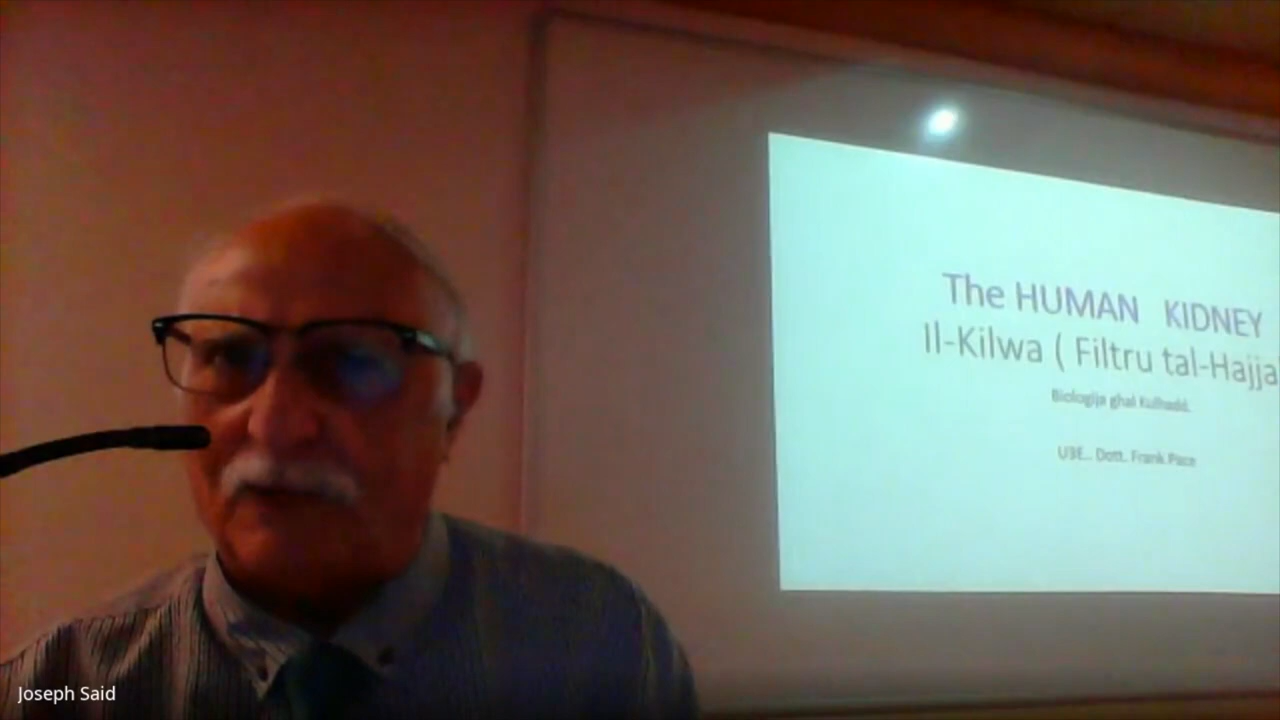 The HUMAN KIDNEY
Il-Kilwa ( Filtru tal-Hajja
Biologija ghal Kulhadd.
U3E.. Dott. Frank Pace
Joseph Said